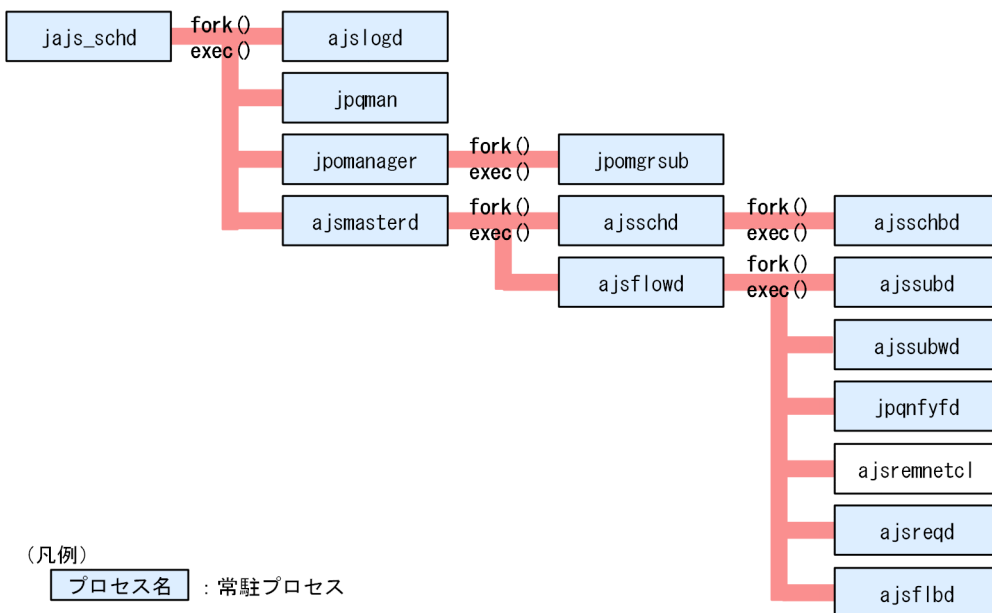 jajs_schd
fork()
exec()
ajslogd
jpqman
jpomanager
fork()
exec()
jpomgrsub
ajsmasterd
fork()
exec()
ajsschd
fork()
exec()
ajsschbd
ajsflowd
fork()
exec()
ajssubd
ajssubwd
jpqnfyfd
ajsremnetcl
ajsreqd
ajsflbd
(凡例)
プロセス名 : 常駐プロセス